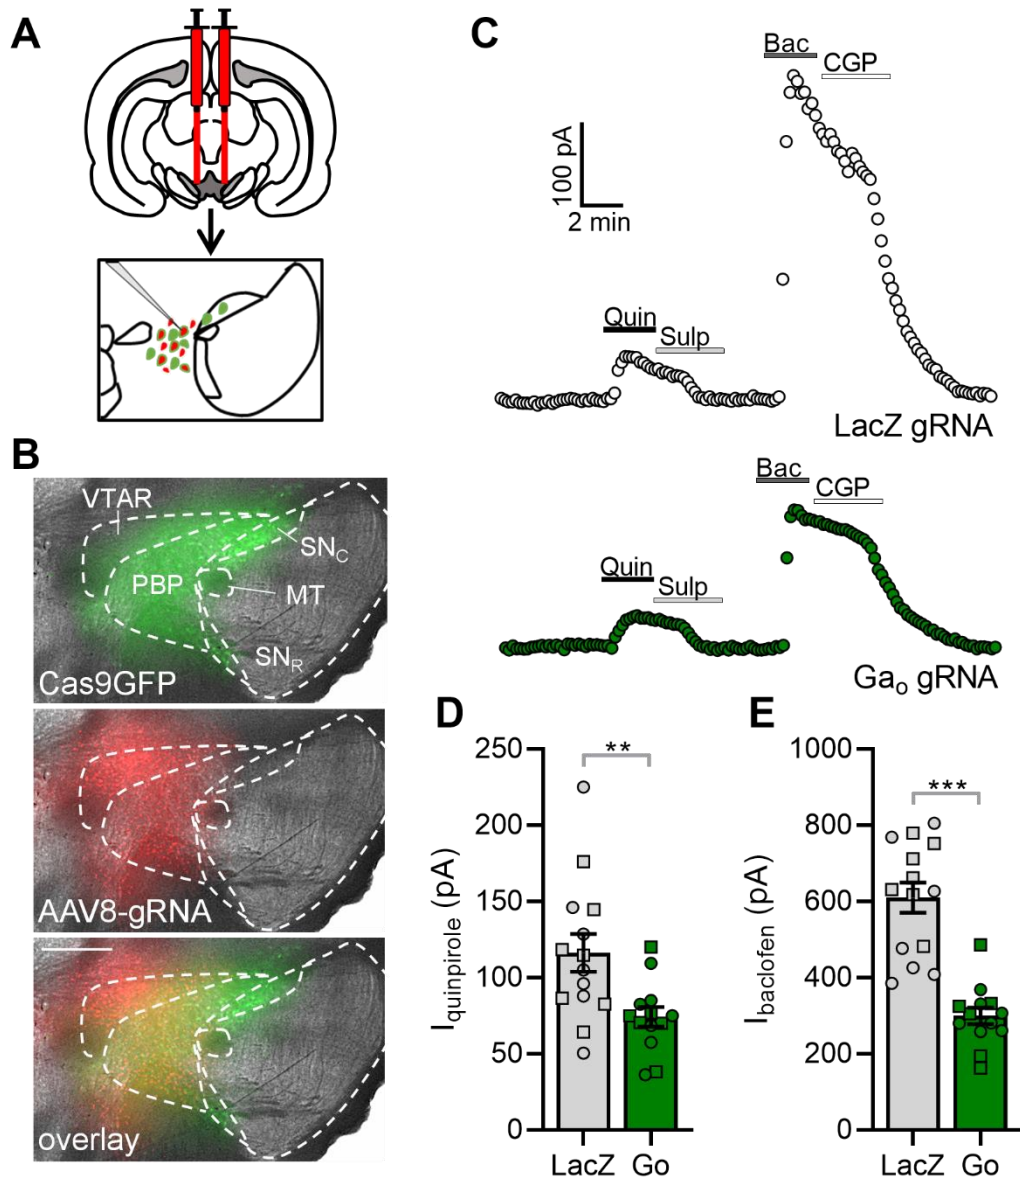 A
B
VTAR
SNC
PBP
MT
SNR
Cas9GFP
AAV8-gRNA
overlay
C
Bac
CGP
100 pA
2 min
Quin
Sulp
LacZ gRNA
Bac
CGP
Quin
Sulp
Gao gRNA
D
Iquinpirole (pA)
250
200
150
100
50
0
**
LacZ Go
E
Ibaclofen (pA)
1000
800
600
400
200
0
***
LacZ Go